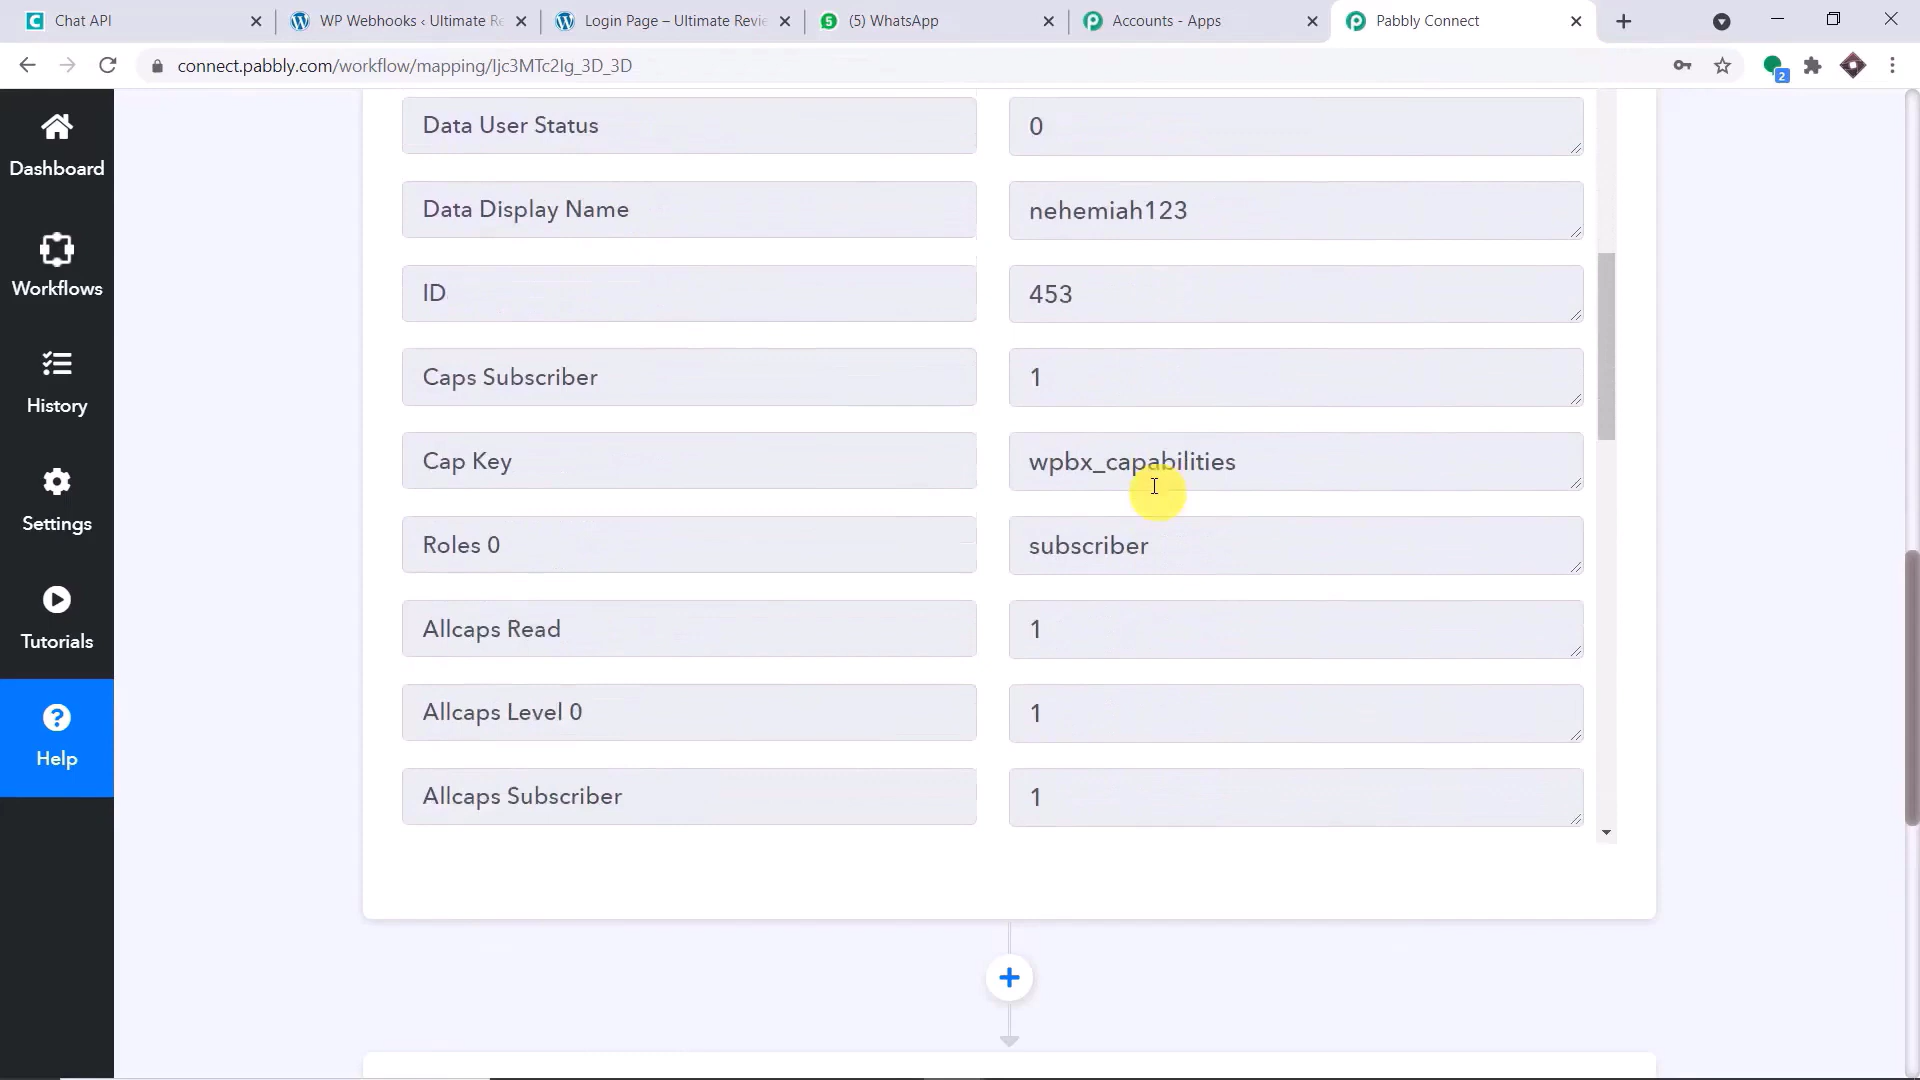 Chat API
WP Webhooks ‹ Ultimate Re
Login Page – Ultimate Revie
(5) WhatsApp
Accounts - Apps
Pabbly Connect
connect.pabbly.com/workflow/mapping/Ijc3MTc2Ig_3D_3D
2
Dashboard
Workflows
History
Settings
Tutorials
Help
Data User Status
0
Data Display Name
nehemiah123
ID
453
Caps Subscriber
1
Cap Key
wpbx_capabilities
Roles 0
subscriber
Allcaps Read
1
Allcaps Level 0
1
Allcaps Subscriber
1